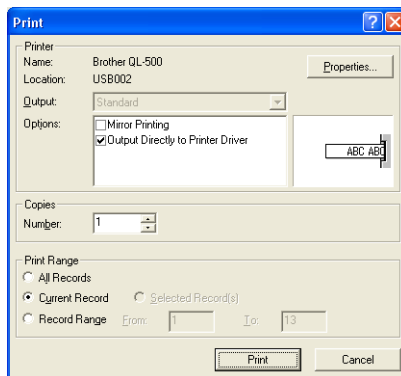 Print
Printer
Name: Brother QL-500 Properties...
Location: USB002
Output: Standard
Options: Mirror Printing
Output Directly to Printer Driver
ABC ABC
Copies
Number: 1
Print Range
All Records
Current Record Selected Record(s)
Record Range From: 1 To: 13
Print Cancel